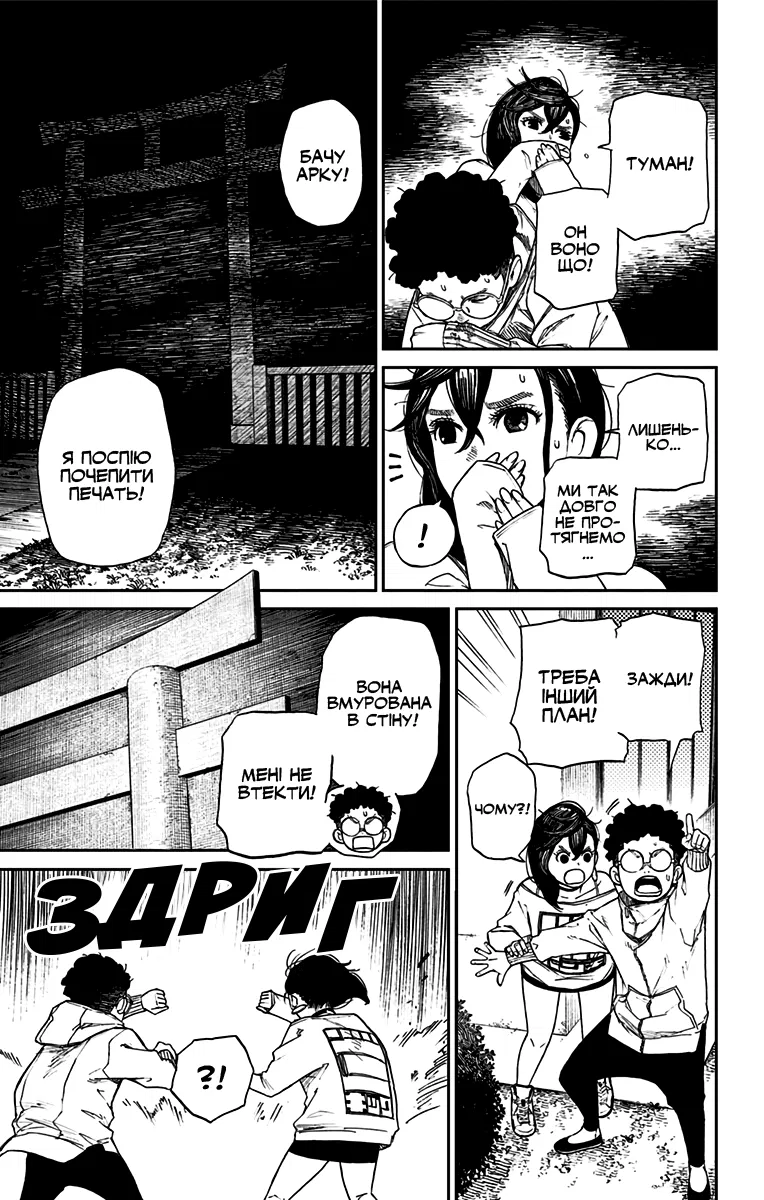 ТУМАН!
ОН
ВОНО
ЩО!
БАЧУ
АРКУ!
Я ПОСПІЮ
ПОЧЕПИТИ
ПЕЧАТЬ!
ЛИШЕНЬ-
КО...
МИ ТАК
ДОВГО
НЕ ПРО-
ТЯГНЕМО
...
!
ЗАЖДИ!
ТРЕБА
ІНШИЙ
ПЛАН!
ЧОМУ?!
ВОНА
ВМУРОВАНА
В СТІНУ!
МЕНІ НЕ
ВТЕКТИ!
ЗДРИГ
?!